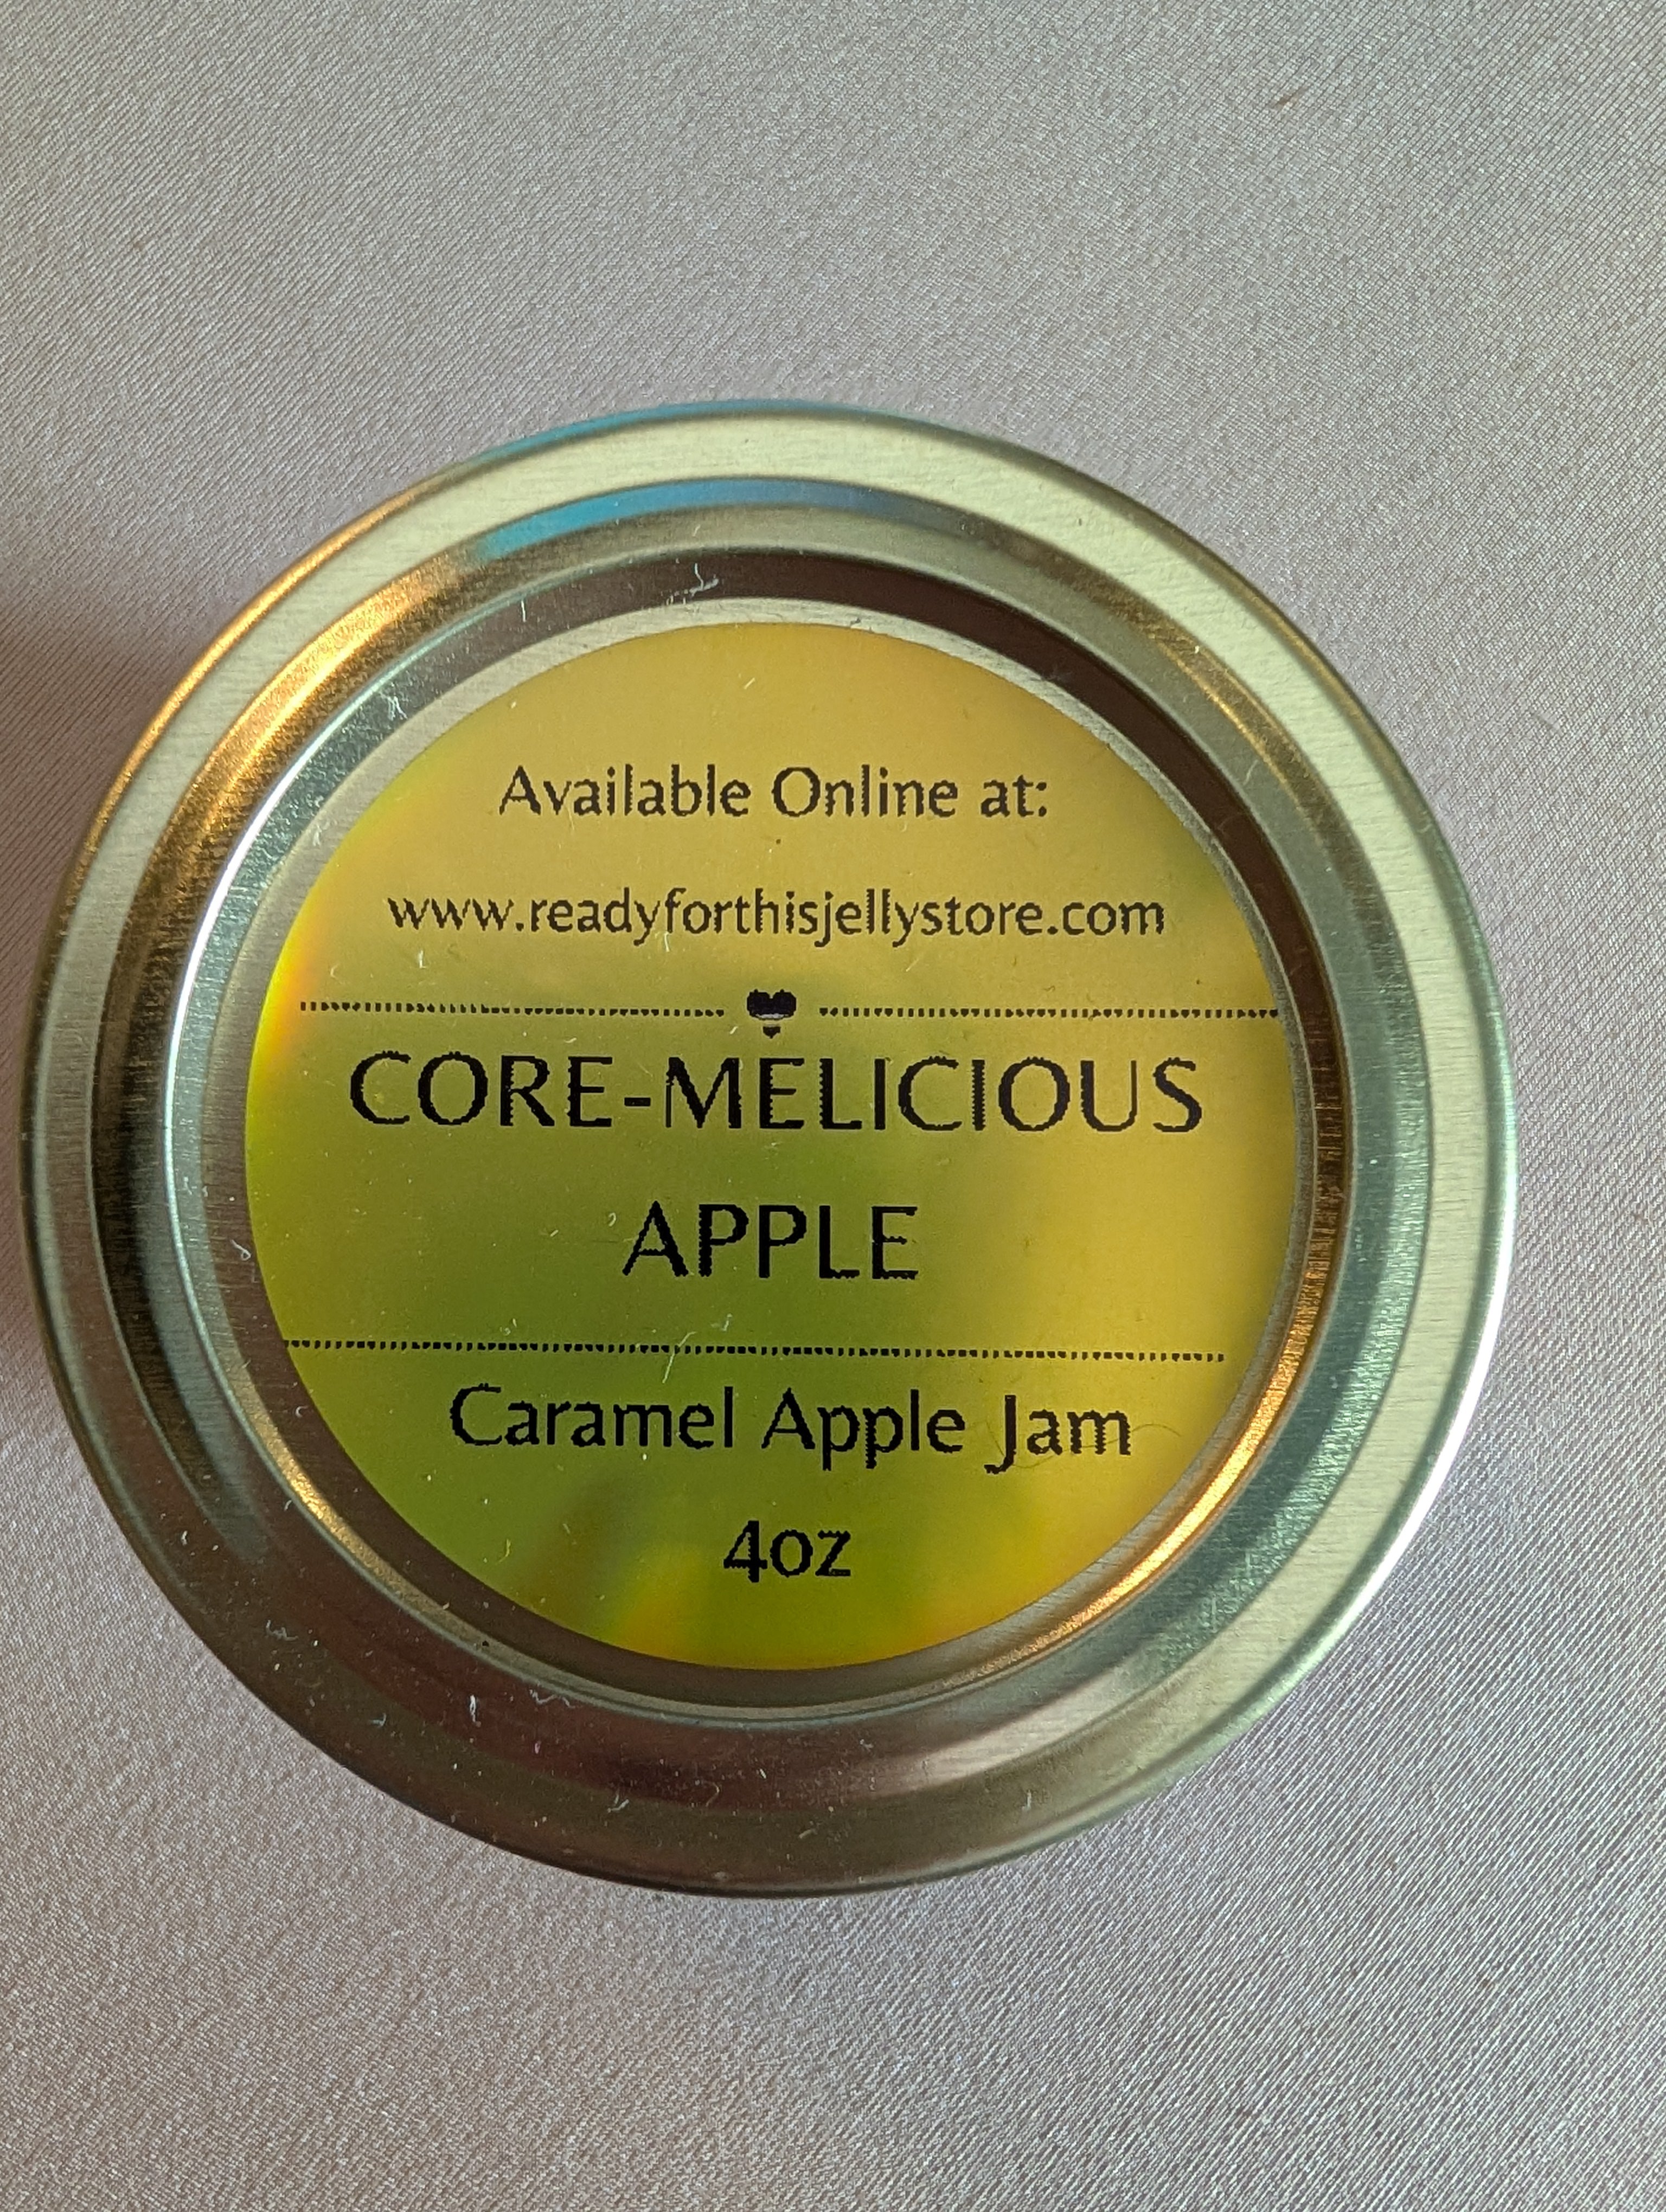 Available Online at:
www.readyforthisjellystore.com
CORE-MELICIOUS
APPLE
Caramel Apple Jam
4oz